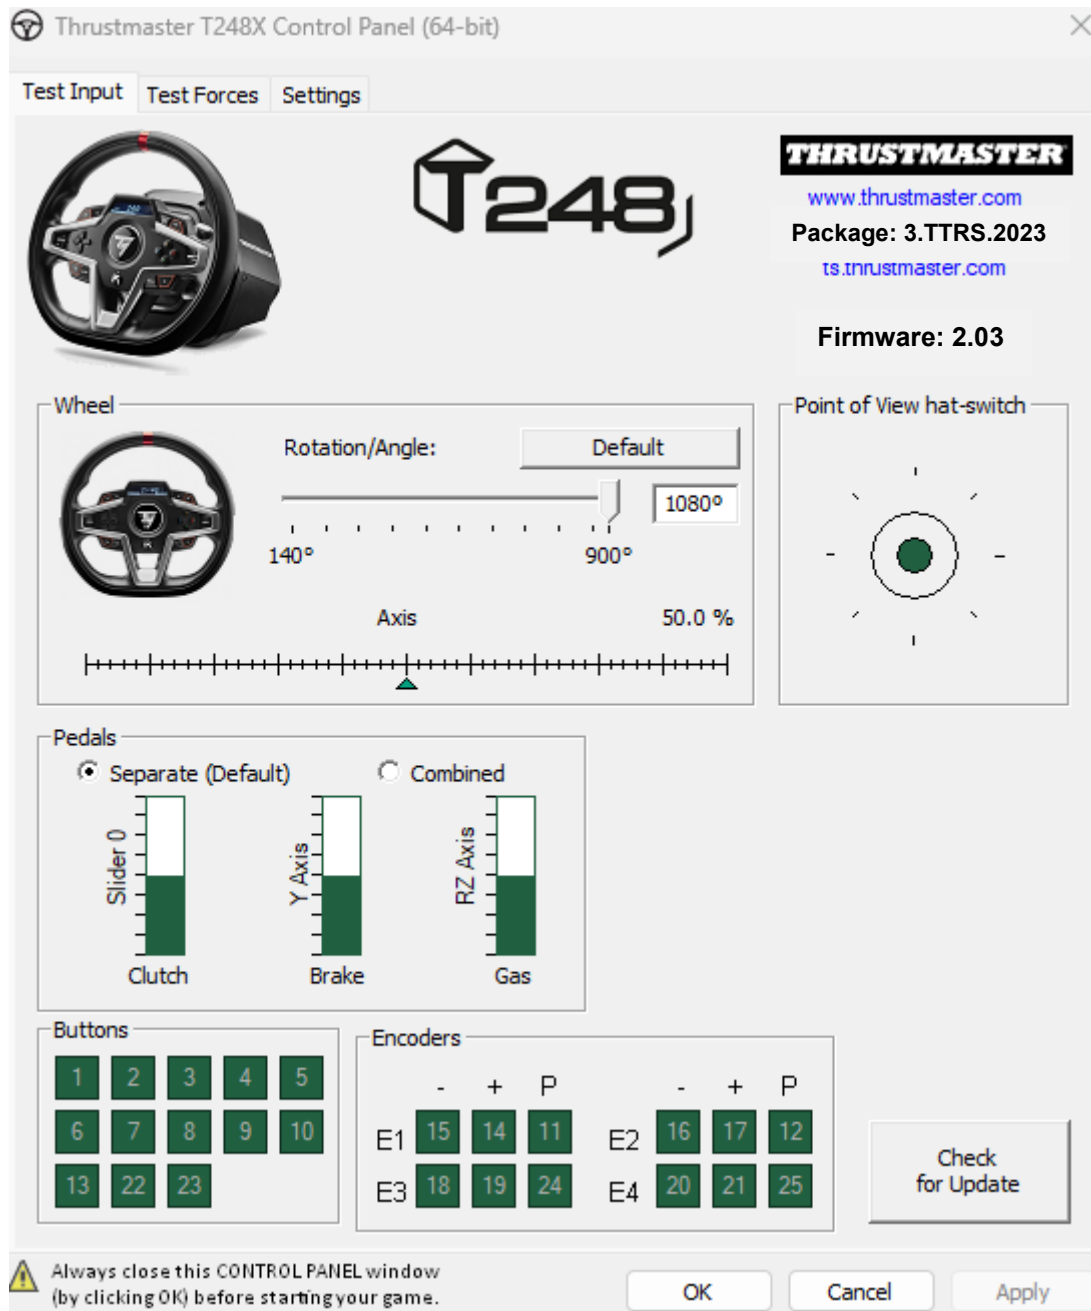 Thrustmaster T248X Control Panel (64-bit)
Test Input Test Forces Settings
T248
THRUSTMASTER
www.thrustmaster.com
Package: 3.TTRS.2023
ts.thrustmaster.com
Firmware: 2.03
Wheel
Rotation/Angle:
Default
1080°
140°
900°
Axis
50.0 %
Point of View hat-switch
Pedals
Separate (Default) Combined
Slider 0
Y Axis
RZ Axis
Clutch Brake Gas
Buttons
1 2 3 4 5
6 7 8 9 10
13 22 23
Encoders
- + P - + P
E1 15 14 11 E2 16 17 12
E3 18 19 24 E4 20 21 25
Check
for Update
Always close this CONTROL PANEL window
(by clicking OK) before starting your game.
OK Cancel Apply